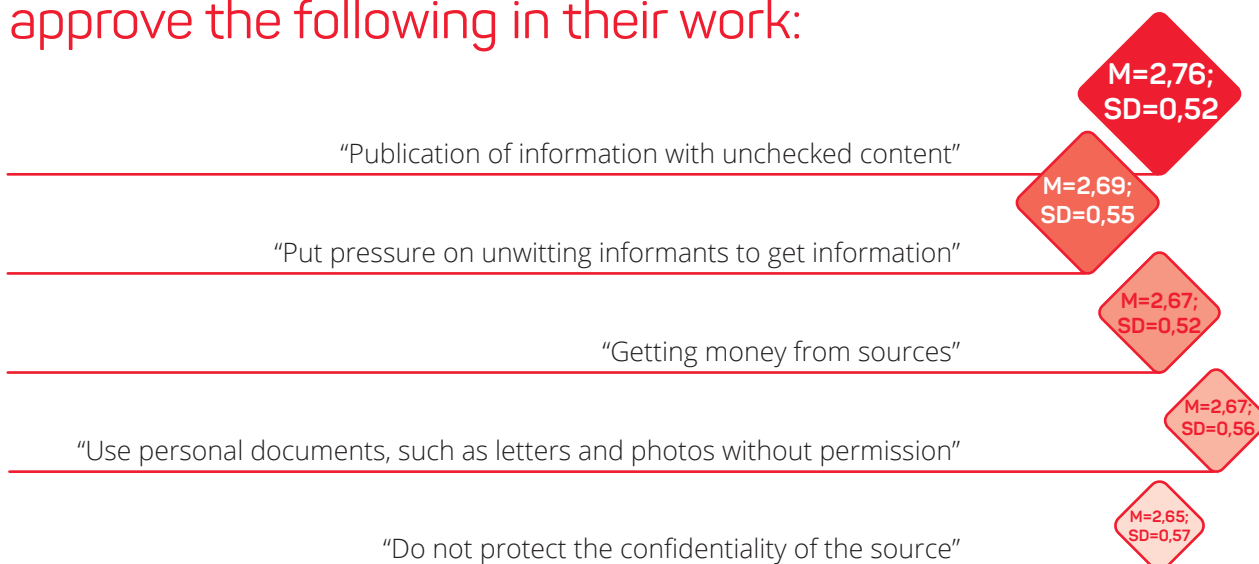 approve the following in their work:
M=2,76;
SD=0,52
“Publication of information with unchecked content”
M=2,69;
SD=0,55
“Put pressure on unwitting informants to get information”
M=2,67;
SD=0,52
“Getting money from sources”
M=2,67;
SD=0,56
“Use personal documents, such as letters and photos without permission”
M=2,65;
SD=0,57
“Do not protect the confidentiality of the source”